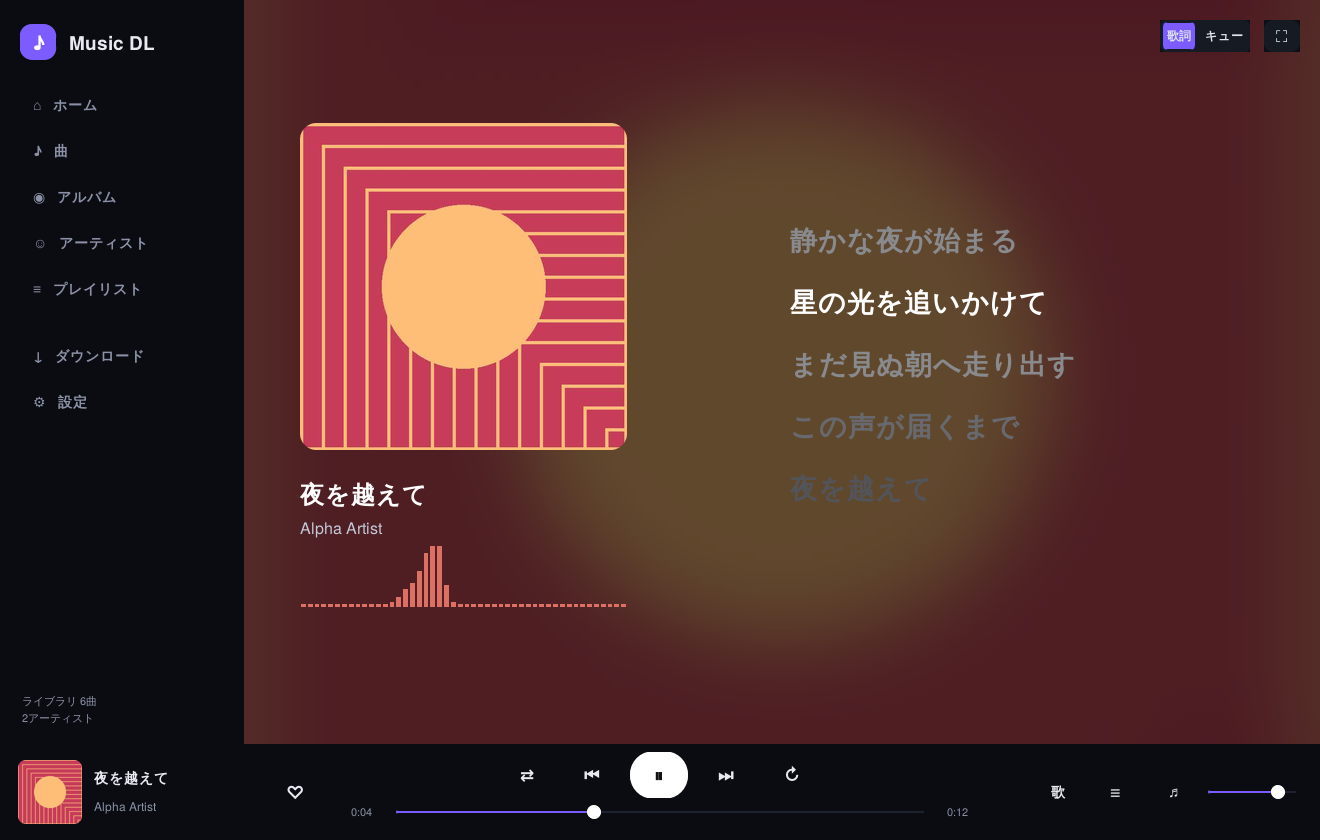 Music DL
ホーム
曲
アルバム
アーティスト
プレイリスト
ダウンロード
設定
ライブラリ 6曲
2アーティスト
歌詞 キュー
静かな夜が始まる
星の光を追いかけて
まだ見ぬ朝へ走り出す
この声が届くまで
夜を越えて
夜を越えて
Alpha Artist
夜を越えて
Alpha Artist
0:04
0:12
歌